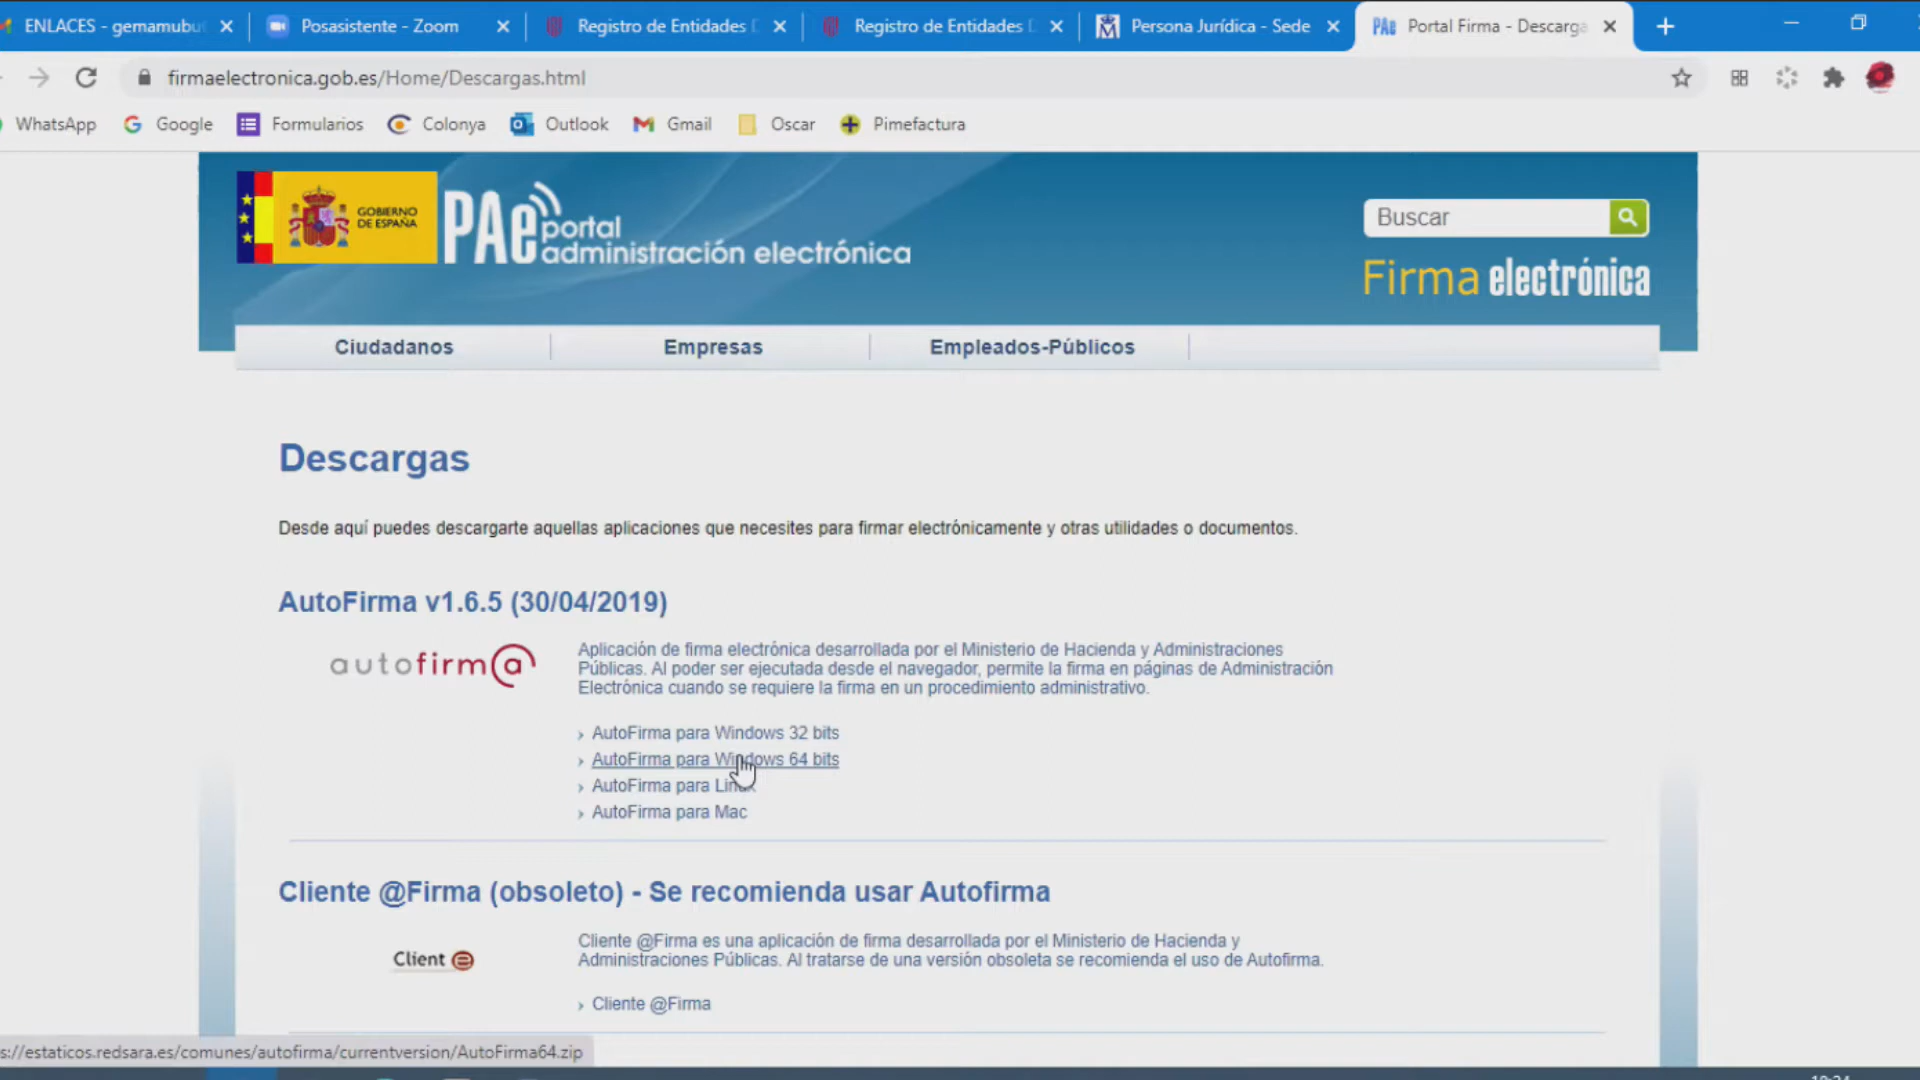 ENLACES - gemamubu
Posasistente - Zoom
Registro de Entidades
Registro de Entidades
Persona Jurídica - Sede
PAe Portal Firma - Descarga
firmaelectronica.gob.es/Home/Descargas.html
WhatsApp
Google
Formularios
Colonya
Outlook
Gmail
Oscar
Pimefactura
GOBIERNO
DE ESPAÑA
PAe portal
administración electrónica
Buscar
Firma electrónica
Ciudadanos
Empresas
Empleados-Públicos
Descargas
Desde aquí puedes descargarte aquellas aplicaciones que necesites para firmar electrónicamente y otras utilidades o documentos.
AutoFirma v1.6.5 (30/04/2019)
autofirm@
Aplicación de firma electrónica desarrollada por el Ministerio de Hacienda y Administraciones
Públicas. Al poder ser ejecutada desde el navegador, permite la firma en páginas de Administración
Electrónica cuando se requiere la firma en un procedimiento administrativo.
› AutoFirma para Windows 32 bits
› AutoFirma para Windows 64 bits
› AutoFirma para Linux
› AutoFirma para Mac
Cliente @Firma (obsoleto) - Se recomienda usar Autofirma
Client
Cliente @Firma es una aplicación de firma desarrollada por el Ministerio de Hacienda y
Administraciones Públicas. Al tratarse de una versión obsoleta se recomienda el uso de Autofirma.
› Cliente @Firma
s://estaticos.redsara.es/comunes/autofirma/currentversion/AutoFirma64.zip